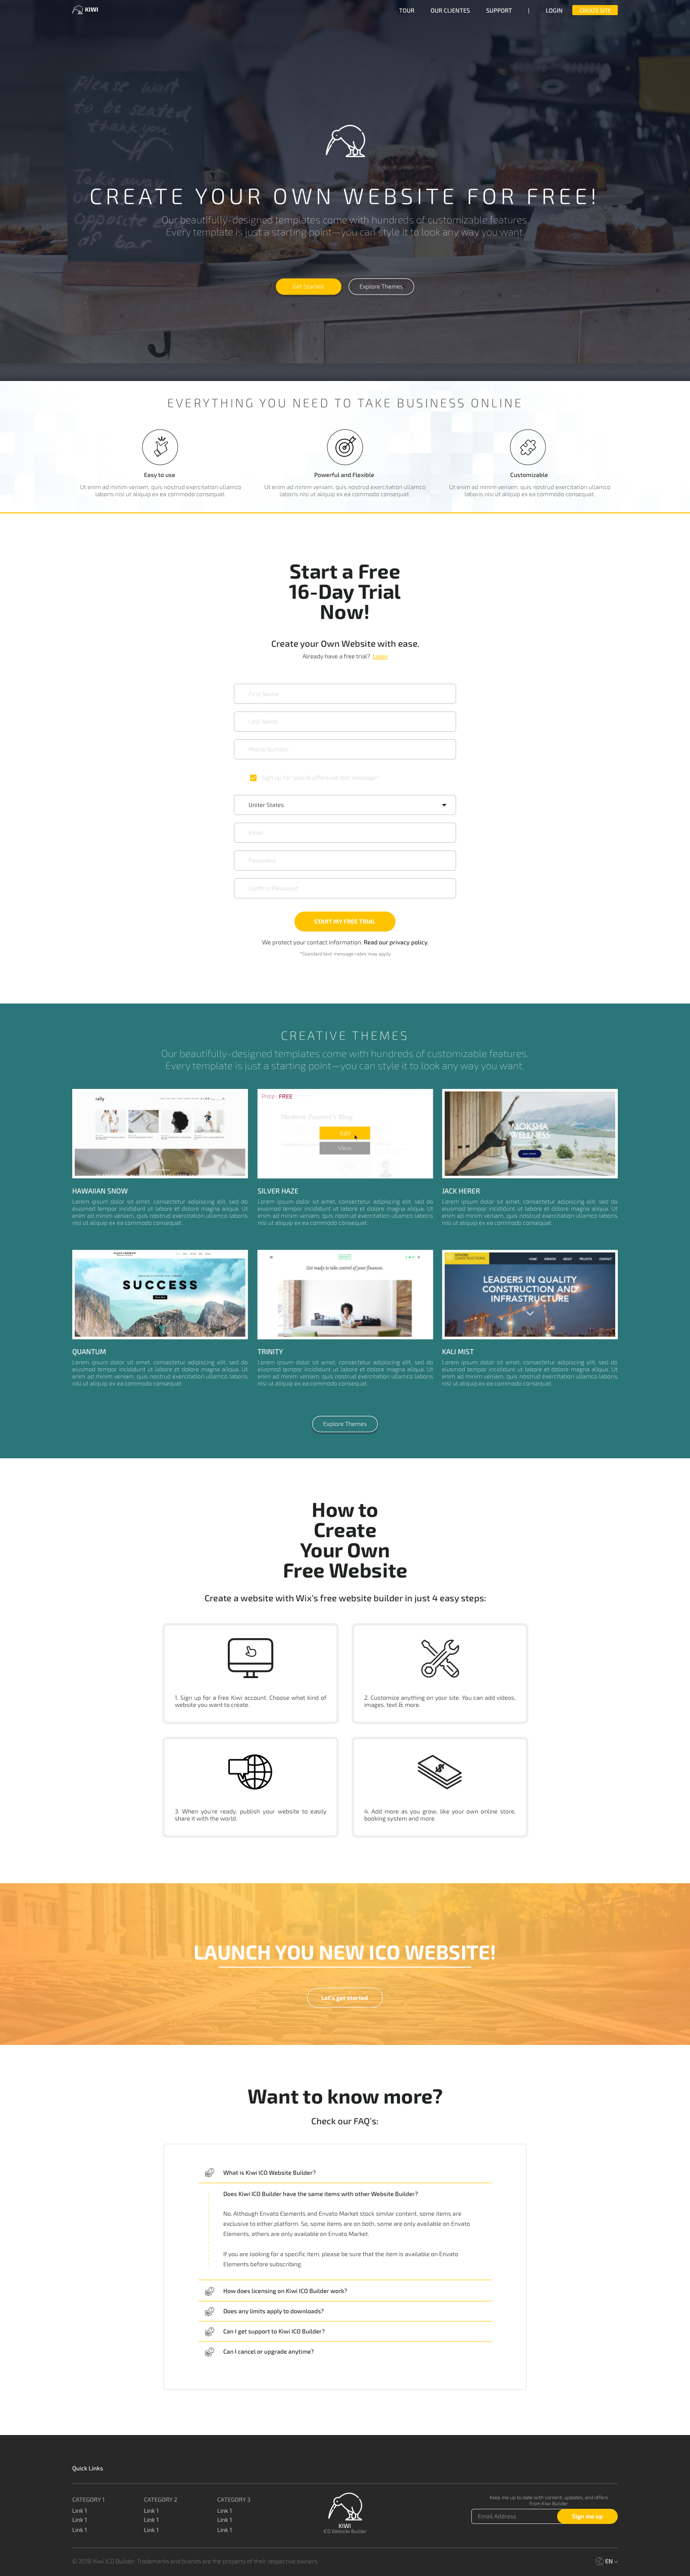 KIWI
TOUR OUR CLIENTES SUPPORT | LOGIN CREATE SITE
Please wait
to be seated
thank you
CREATE YOUR OWN WEBSITE FOR FREE!
Our beautifully-designed templates come with hundreds of customizable features.
Every template is just a starting point—you can style it to look any way you want.
Get Started
Explore Themes
EVERYTHING YOU NEED TO TAKE BUSINESS ONLINE
Easy to use
Ut enim ad minim veniam, quis nostrud exercitation ullamco
laboris nisi ut aliquip ex ea commodo consequat.
Powerful and Flexible
Ut enim ad minim veniam, quis nostrud exercitation ullamco
laboris nisi ut aliquip ex ea commodo consequat.
Customizable
Ut enim ad minim veniam, quis nostrud exercitation ullamco
laboris nisi ut aliquip ex ea commodo consequat.
Start a Free
16-Day Trial
Now!
Create your Own Website with ease.
Already have a free trial? Login
First Name
Last Name
Phone Number
Sign up for special offers via text message*
Uniter States
Email
Password
Confirm Password
START MY FREE TRIAL
We protect your contact information. Read our privacy policy.
*Standard text message rates may apply.
CREATIVE THEMES
Our beautifully-designed templates come with hundreds of customizable features.
Every template is just a starting point—you can style it to look any way you want.
rally
HAWAIIAN SNOW
Lorem ipsum dolor sit amet, consectetur adipiscing elit, sed do
eiusmod tempor incididunt ut labore et dolore magna aliqua. Ut
enim ad minim veniam, quis nostrud exercitation ullamco laboris
nisi ut aliquip ex ea commodo consequat.
Price: FREE
Modern Painter's Blog
Edit
View
SILVER HAZE
Lorem ipsum dolor sit amet, consectetur adipiscing elit, sed do
eiusmod tempor incididunt ut labore et dolore magna aliqua. Ut
enim ad minim veniam, quis nostrud exercitation ullamco laboris
nisi ut aliquip ex ea commodo consequat.
MOKSHA
WELLNESS
JACK HERER
Lorem ipsum dolor sit amet, consectetur adipiscing elit, sed do
eiusmod tempor incididunt ut labore et dolore magna aliqua. Ut
enim ad minim veniam, quis nostrud exercitation ullamco laboris
nisi ut aliquip ex ea commodo consequat.
SUCCESS
QUANTUM
Lorem ipsum dolor sit amet, consectetur adipiscing elit, sed do
eiusmod tempor incididunt ut labore et dolore magna aliqua. Ut
enim ad minim veniam, quis nostrud exercitation ullamco laboris
nisi ut aliquip ex ea commodo consequat.
Get ready to take control of your finances.
TRINITY
Lorem ipsum dolor sit amet, consectetur adipiscing elit, sed do
eiusmod tempor incididunt ut labore et dolore magna aliqua. Ut
enim ad minim veniam, quis nostrud exercitation ullamco laboris
nisi ut aliquip ex ea commodo consequat.
HOME SERVICES ABOUT PROJECTS CONTACT
LEADERS IN QUALITY
CONSTRUCTION AND
INFRASTRUCTURE
KALI MIST
Lorem ipsum dolor sit amet, consectetur adipiscing elit, sed do
eiusmod tempor incididunt ut labore et dolore magna aliqua. Ut
enim ad minim veniam, quis nostrud exercitation ullamco laboris
nisi ut aliquip ex ea commodo consequat.
Explore Themes
How to
Create
Your Own
Free Website
Create a website with Wix's free website builder in just 4 easy steps:
1. Sign up for a free Kiwi account. Choose what kind of
website you want to create.
2. Customize anything on your site. You can add videos,
images, text & more.
3. When you're ready, publish your website to easily
share it with the world.
4. Add more as you grow, like your own online store,
booking system and more.
LAUNCH YOU NEW ICO WEBSITE!
Let's get started
Want to know more?
Check our FAQ's:
What is Kiwi ICO Website Builder?
Does Kiwi ICO Builder have the same items with other Website Builder?
No. Although Envato Elements and Envato Market stock similar content, some items are
exclusive to either platform. So, some items are on both, some are only available on Envato
Elements, others are only available on Envato Market.
If you are looking for a specific item, please be sure that the item is available on Envato
Elements before subscribing.
How does licensing on Kiwi ICO Builder work?
Does any limits apply to downloads?
Can I get support to Kiwi ICO Builder?
Can I cancel or upgrade anytime?
Quick Links
CATEGORY 1
Link 1
Link 1
Link 1
CATEGORY 2
Link 1
Link 1
Link 1
CATEGORY 3
Link 1
Link 1
Link 1
KIWI
ICO Website Builder
Keep me up to date with content, updates, and offers
from Kiwi Builder
Email Address
Sign me up
© 2018 Kiwi ICO Builder. Trademarks and brands are the property of their respective owners.
EN